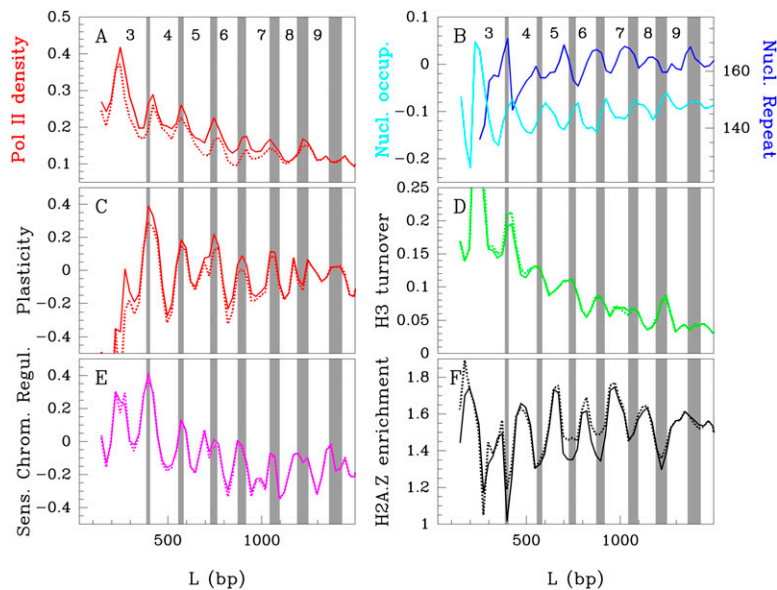 A
3 4 5 6 7 8 9
0.5
0.4
0.3
0.2
0.1
Pol II density
B
3 4 5 6 7 8 9
0
−0.1
−0.2
Nucl. occup.
160
140
Nucl. Repeat
C
0.4
0.2
0
−0.2
−0.4
Plasticity
D
0.25
0.2
0.15
0.1
0.05
0
H3 turnover
E
0.4
0.2
0
−0.2
−0.4
Sens. Chrom. Regul.
500 1000
L (bp)
F
1.8
1.6
1.4
1.2
1
H2A.Z enrichment
500 1000
L (bp)